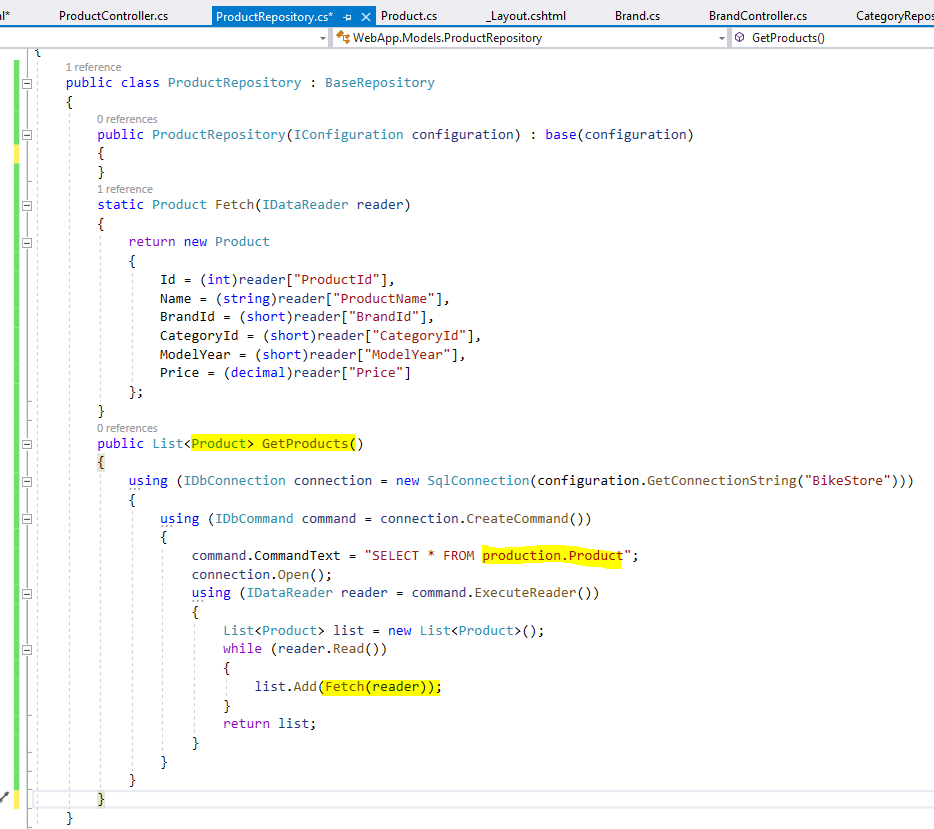 l* ProductController.cs ProductRepository.cs* Product.cs _Layout.cshtml Brand.cs BrandController.cs CategoryRepos
WebApp.Models.ProductRepository GetProducts()
{
1 reference
public class ProductRepository : BaseRepository
{
0 references
public ProductRepository(IConfiguration configuration) : base(configuration)
{
}
1 reference
static Product Fetch(IDataReader reader)
{
return new Product
{
Id = (int)reader["ProductId"],
Name = (string)reader["ProductName"],
BrandId = (short)reader["BrandId"],
CategoryId = (short)reader["CategoryId"],
ModelYear = (short)reader["ModelYear"],
Price = (decimal)reader["Price"]
};
}
0 references
public List<Product> GetProducts()
{
using (IDbConnection connection = new SqlConnection(configuration.GetConnectionString("BikeStore")))
{
using (IDbCommand command = connection.CreateCommand())
{
command.CommandText = "SELECT * FROM production.Product";
connection.Open();
using (IDataReader reader = command.ExecuteReader())
{
List<Product> list = new List<Product>();
while (reader.Read())
{
list.Add(Fetch(reader));
}
return list;
}
}
}
}
}